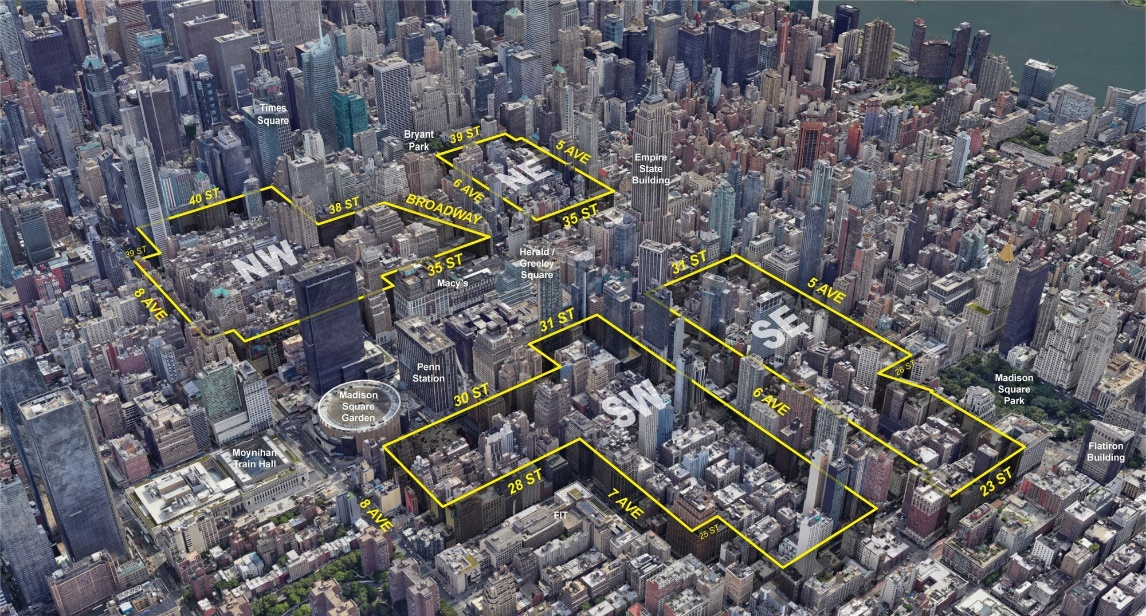 Times
Square
Bryant
Park
39 ST
5 AVE
NE
6 AVE
35 ST
Empire
State
Building
40 ST
38 ST
BROADWAY
39 ST
NW
8 AVE
35 ST
Macy's
Herald /
Greeley
Square
31 ST
5 AVE
SE
31 ST
Penn
Station
30 ST
SW
6 AVE
26 ST
Madison
Square
Park
Madison
Square
Garden
Moynihan
Train Hall
Flatiron
Building
28 ST
23 ST
7 AVE
8 AVE
FIT
25 ST